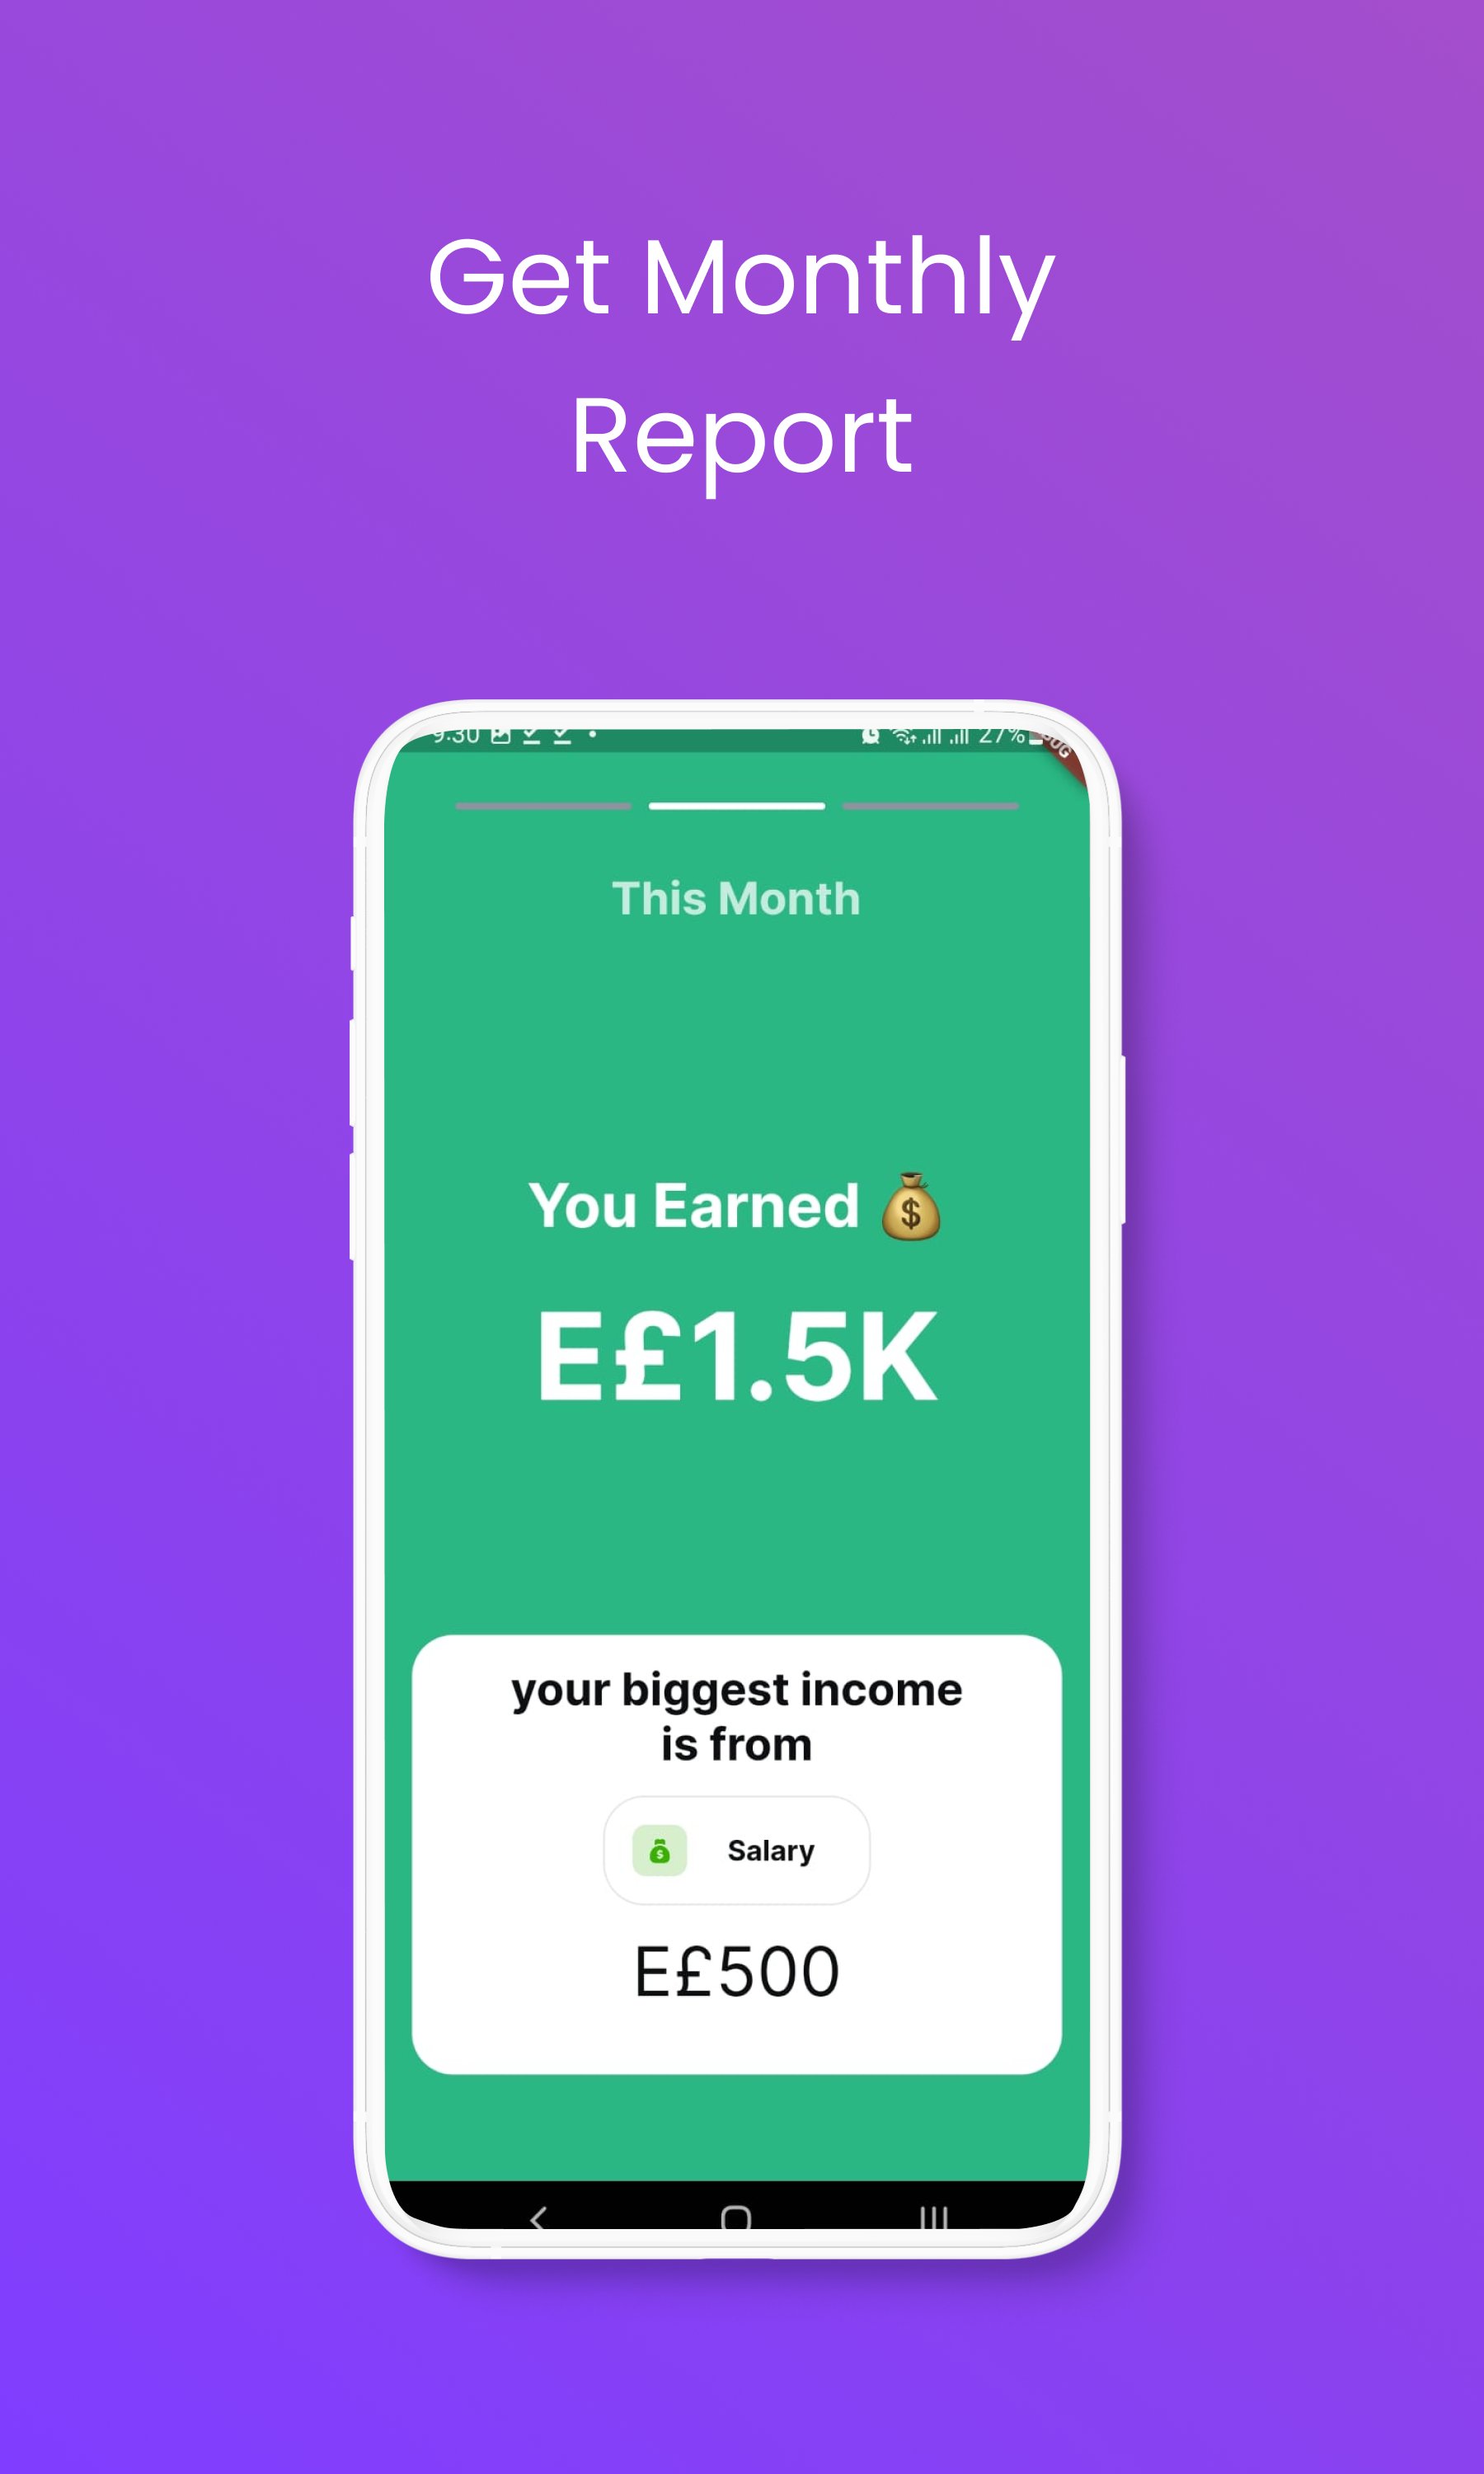 Get Monthly
Report
9:30
27%
This Month
You Earned 💰
E£1.5K
your biggest income
is from
Salary
E£500